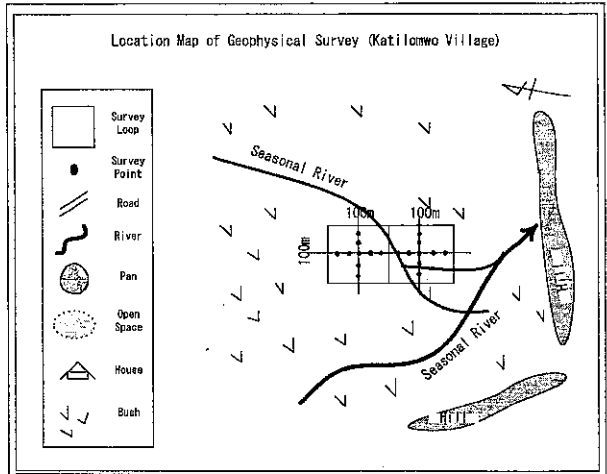 Location Map of Geophysical Survey (Katilomwo Village)
Survey
Loop
Survey
Point
Road
River
Pan
Open
Space
House
Bush
Seasonal River
100m
100m
100m
Hill
Seasonal River
Hill